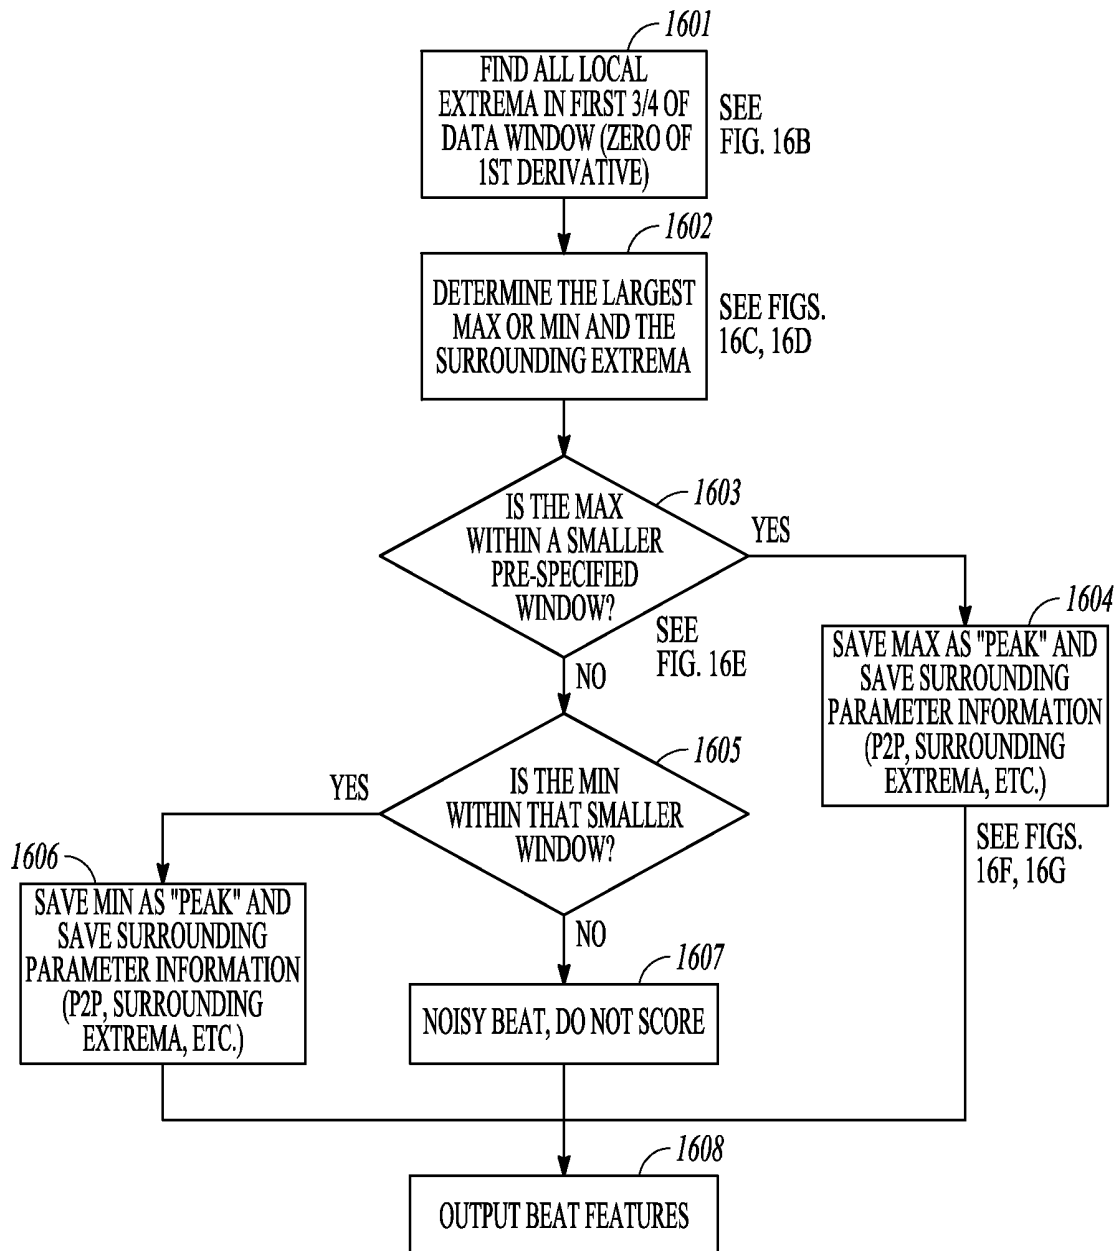 1601
FIND ALL LOCAL
EXTREMA IN FIRST 3/4 OF
DATA WINDOW (ZERO OF
1ST DERIVATIVE)
SEE
FIG. 16B
1602
DETERMINE THE LARGEST
MAX OR MIN AND THE
SURROUNDING EXTREMA
SEE FIGS.
16C, 16D
1603
IS THE MAX
WITHIN A SMALLER
PRE-SPECIFIED
WINDOW?
YES
SEE
FIG. 16E
NO
1604
SAVE MAX AS "PEAK" AND
SAVE SURROUNDING
PARAMETER INFORMATION
(P2P, SURROUNDING
EXTREMA, ETC.)
SEE FIGS.
16F, 16G
1605
IS THE MIN
WITHIN THAT SMALLER
WINDOW?
YES
NO
1606
SAVE MIN AS "PEAK" AND
SAVE SURROUNDING
PARAMETER INFORMATION
(P2P, SURROUNDING
EXTREMA, ETC.)
1607
NOISY BEAT, DO NOT SCORE
1608
OUTPUT BEAT FEATURES